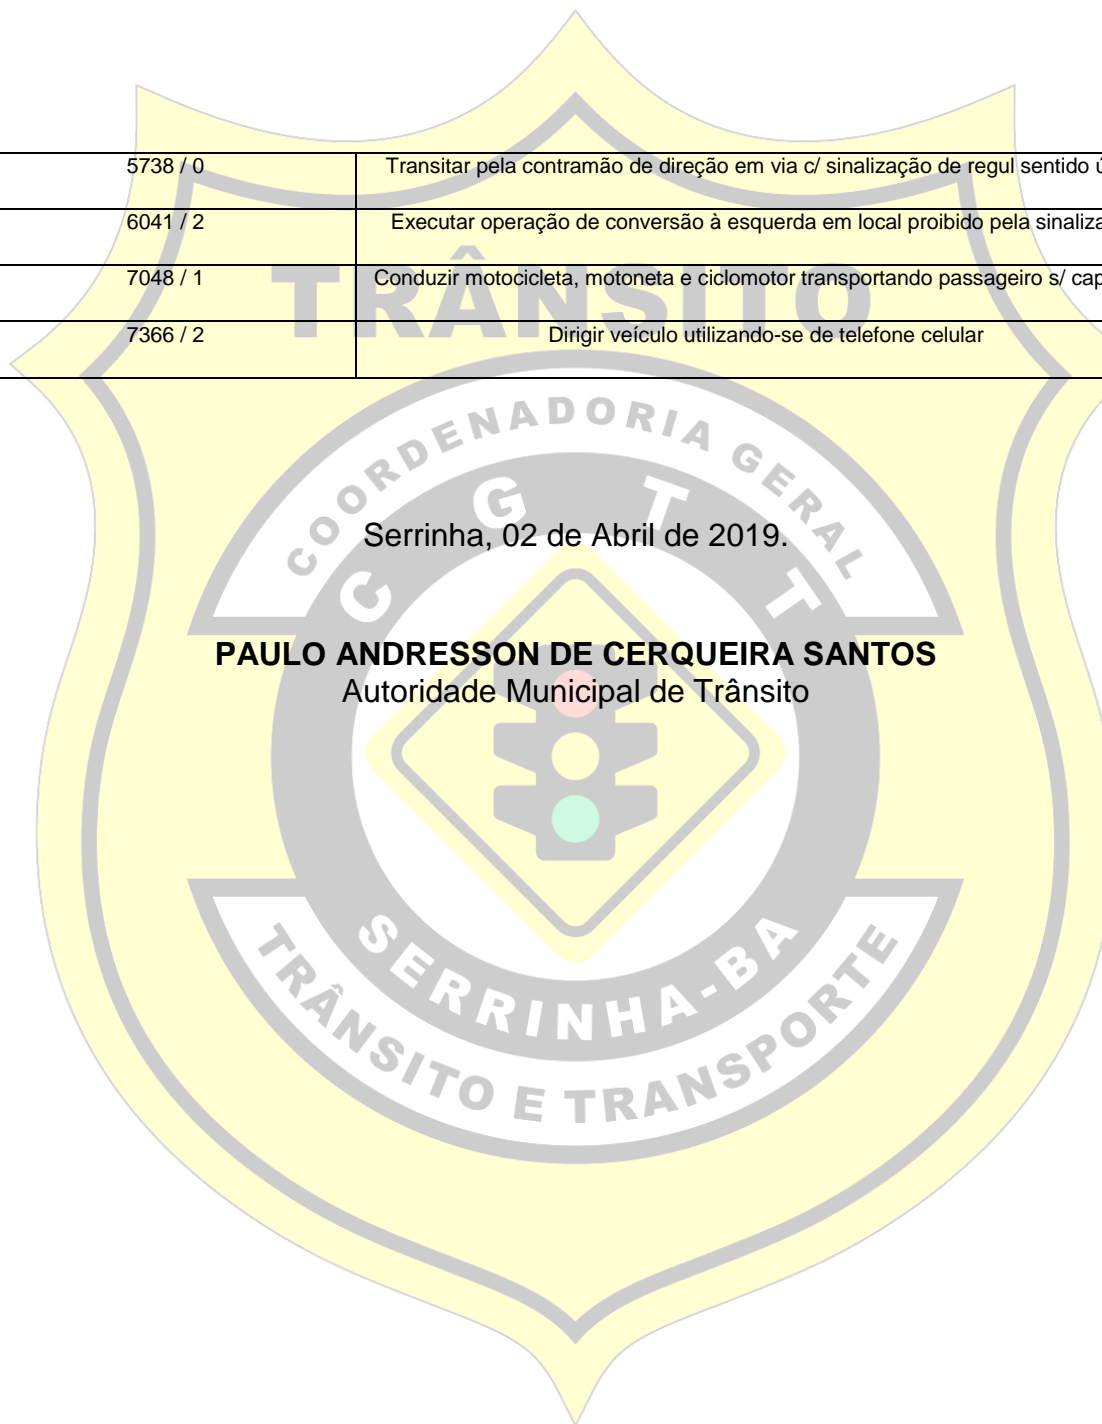 5738 / 0 Transitar pela contramão de direção em via c/ sinalização de regul sentido
6041 / 2 Executar operação de conversão à esquerda em local proibido pela
7048 / 1 Conduzir motocicleta, motoneta e ciclomotor transportando passageiro s/
7366 / 2 Dirigir veículo utilizando-se de telefone celular
TRÂNSITO
COORDENADORIA GERAL
C G T T
Serrinha, 02 de Abril de 2019.
PAULO ANDRESSON DE CERQUEIRA SANTOS
Autoridade Municipal de Trânsito
SERRINHA-BA
TRÂNSITO E TRANSPORTE